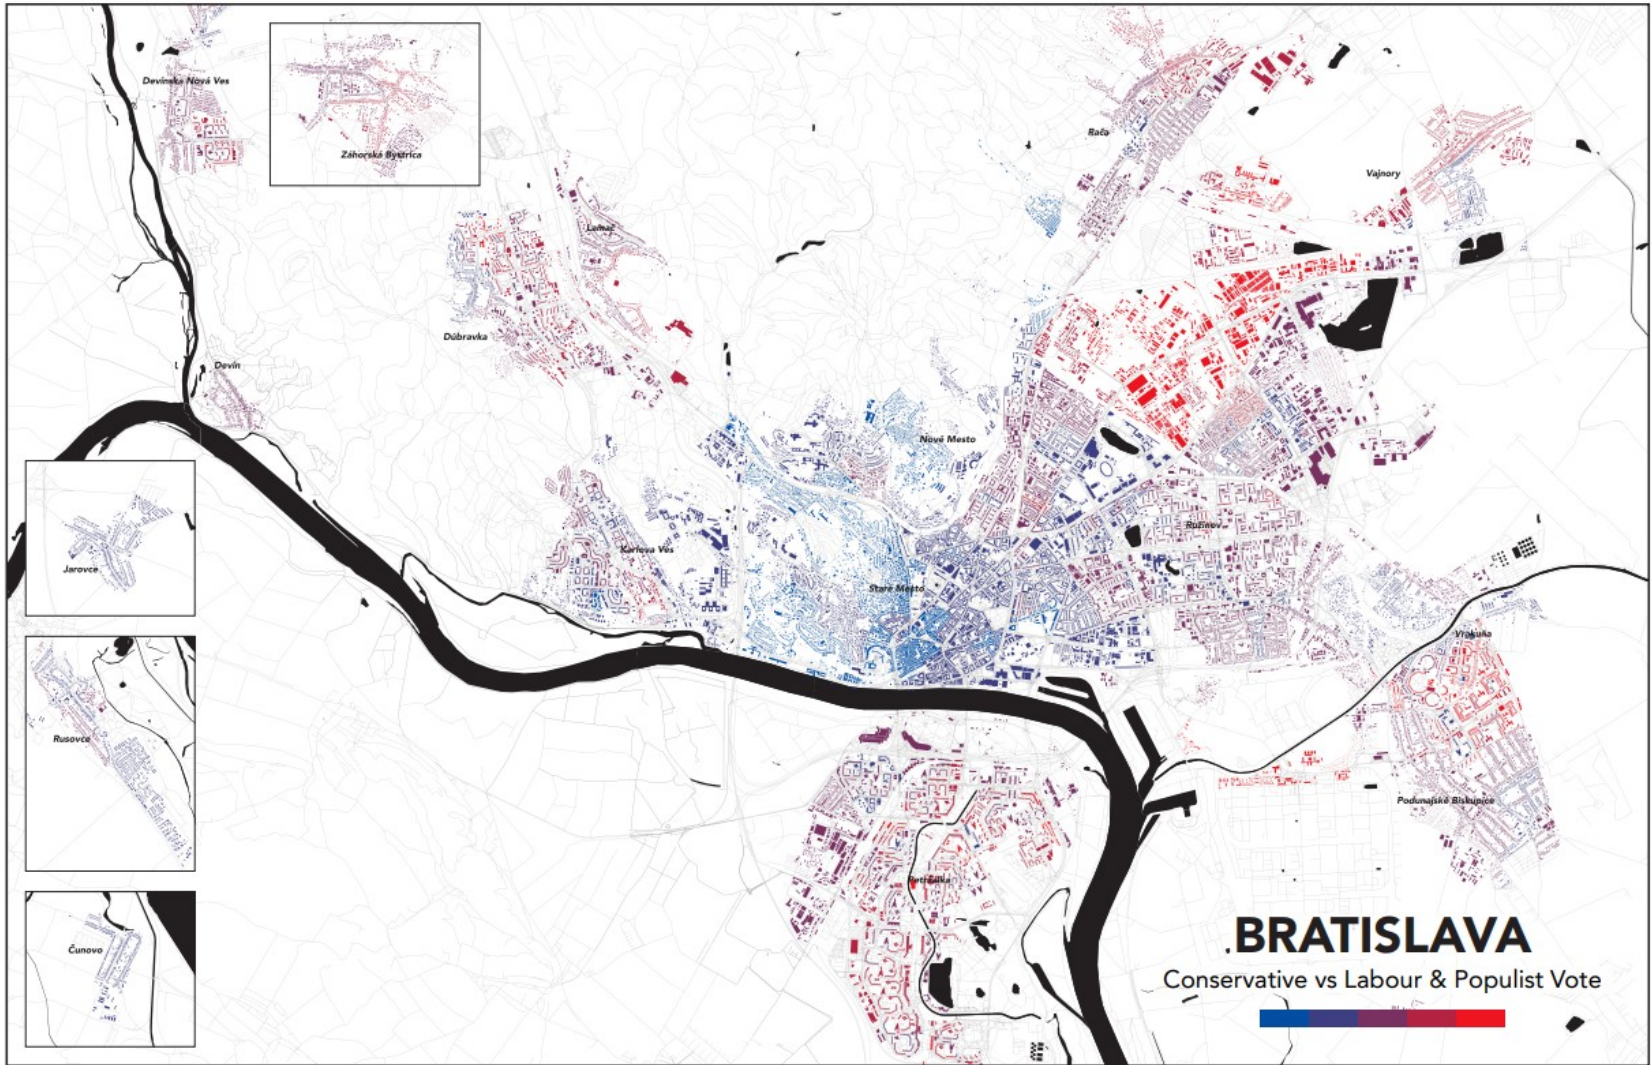 Devínska Nová Ves
Záhorská Bystrica
Rača
Vajnory
Lamač
Dúbravka
Devín
Nové Mesto
Jarovce
Karlova Ves
Ružinov
Staré Mesto
Vrakuňa
Rusovce
Podunajské Biskupice
Petržalka
Čunovo
BRATISLAVA
Conservative vs Labour & Populist Vote